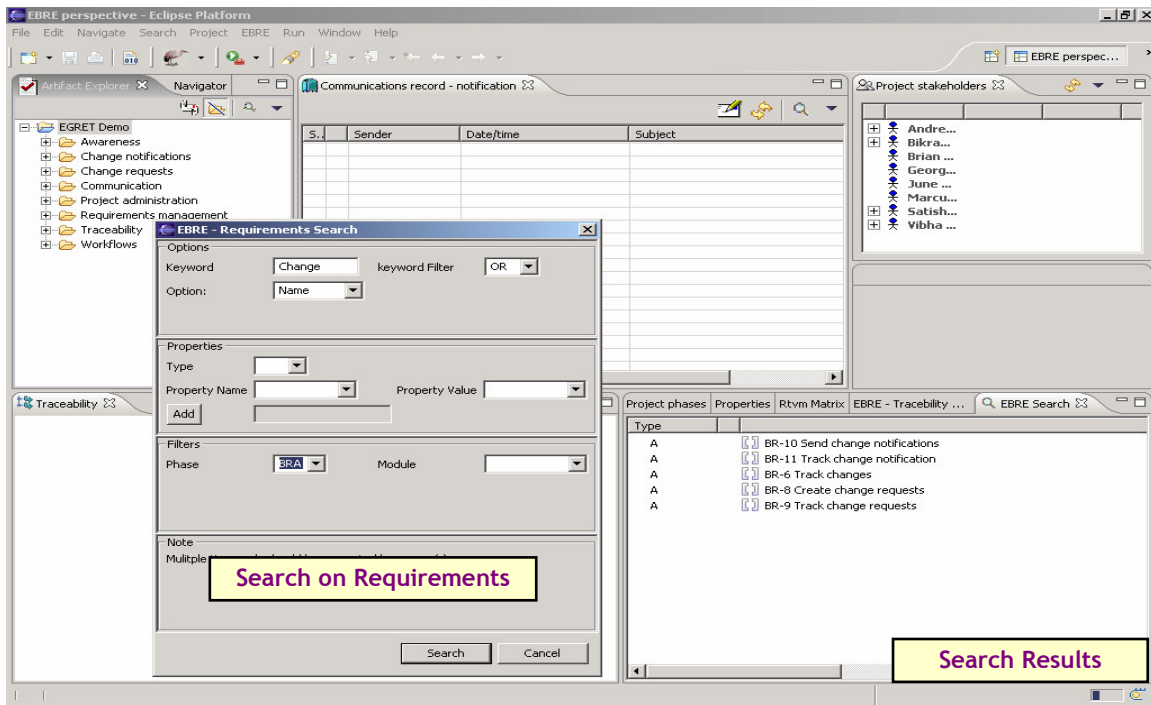 EBRE perspective - Eclipse Platform
File Edit Navigate Search Project EBRE Run Window Help
EBRE perspec...
Artifact Explorer Navigator
EGRET Demo
Awareness
Change notifications
Change requests
Communication
Project administration
Requirements management
Traceability
Workflows
Communications record - notification
S.. Sender Date/time Subject
Project stakeholders
Andre...
Bikra...
Brian ...
Georg...
June ...
Marcu...
Satish...
Vibha ...
EBRE - Requirements Search
Options
Keyword Change keyword Filter OR
Option: Name
Properties
Type
Property Name Property Value
Add
Filters
Phase BRA Module
Note
Mulitple
Search on Requirements
Search Cancel
Traceability
Project phases Properties Rtvm Matrix EBRE - Tracebility ... EBRE Search
Type
A BR-10 Send change notifications
A BR-11 Track change notification
A BR-6 Track changes
A BR-8 Create change requests
A BR-9 Track change requests
Search Results